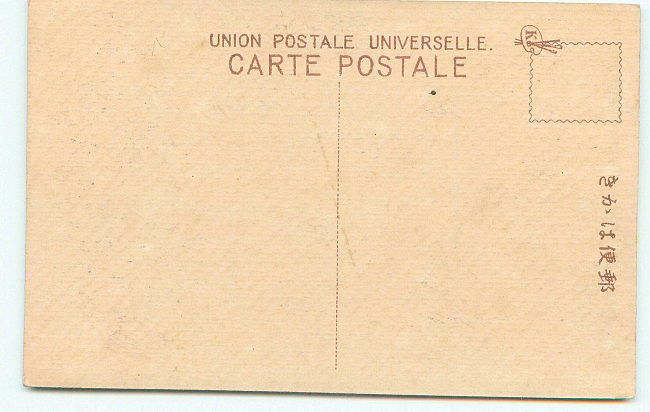 UNION POSTALE UNIVERSELLE.
CARTE POSTALE
K
きかは便郵